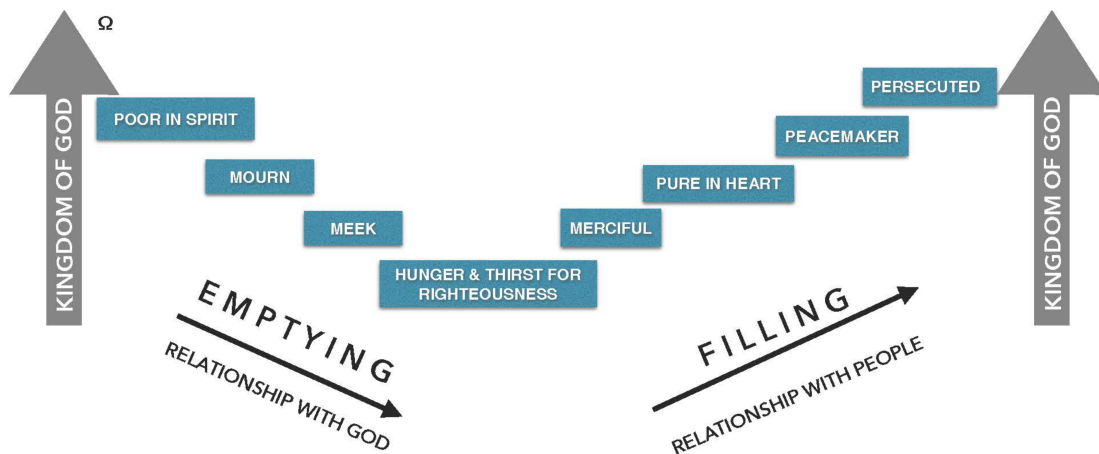 Ω
KINGDOM OF GOD
POOR IN SPIRIT
MOURN
MEEK
HUNGER & THIRST FOR
RIGHTEOUSNESS
MERCIFUL
PURE IN HEART
PEACEMAKER
PERSECUTED
KINGDOM OF GOD
EMPTYING
RELATIONSHIP WITH GOD
FILLING
RELATIONSHIP WITH PEOPLE